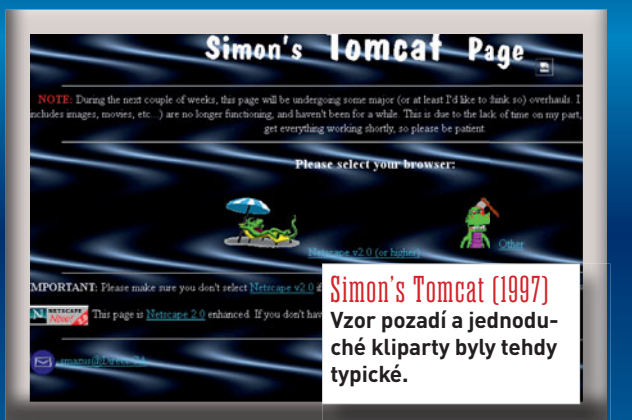 Simon's Tomcat Page
NOTE: During the next couple of weeks, this page will be undergoing some major (or at least I'd like to think so) overhauls. I
includes images, movies, etc...) are no longer functioning, and haven't been for a while. This is due to the lack of time on my part,
get everything working shortly, so please be patient.
Please select your browser:
Netscape v2.0 (or higher)
Other
MPORTANT: Please make sure you don't select Netscape v2.0 if
N NETSCAPE
Now!
This page is Netscape 2.0 enhanced. If you don't hav
Simon's Tomcat (1997)
Vzor pozadí a jednodu-
ché kliparty byly tehdy
typické.